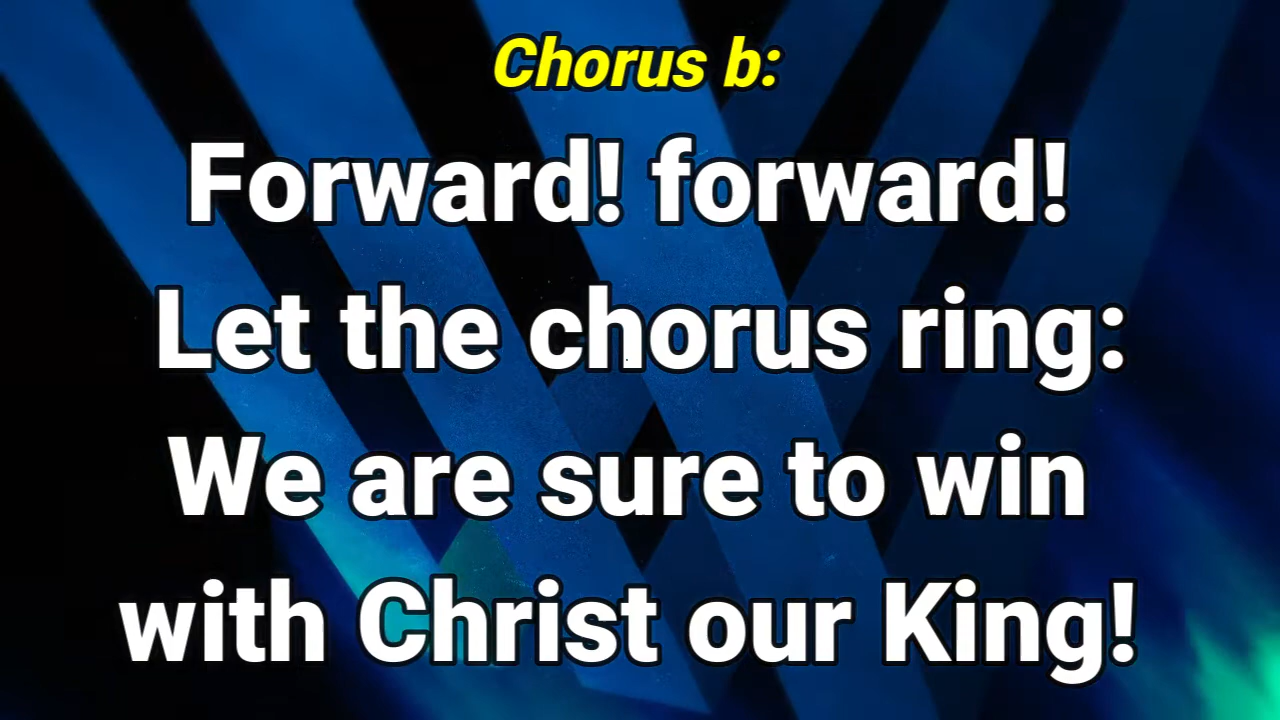 Chorus b:
Forward! forward!
Let the chorus ring:
We are sure to win
with Christ our King!